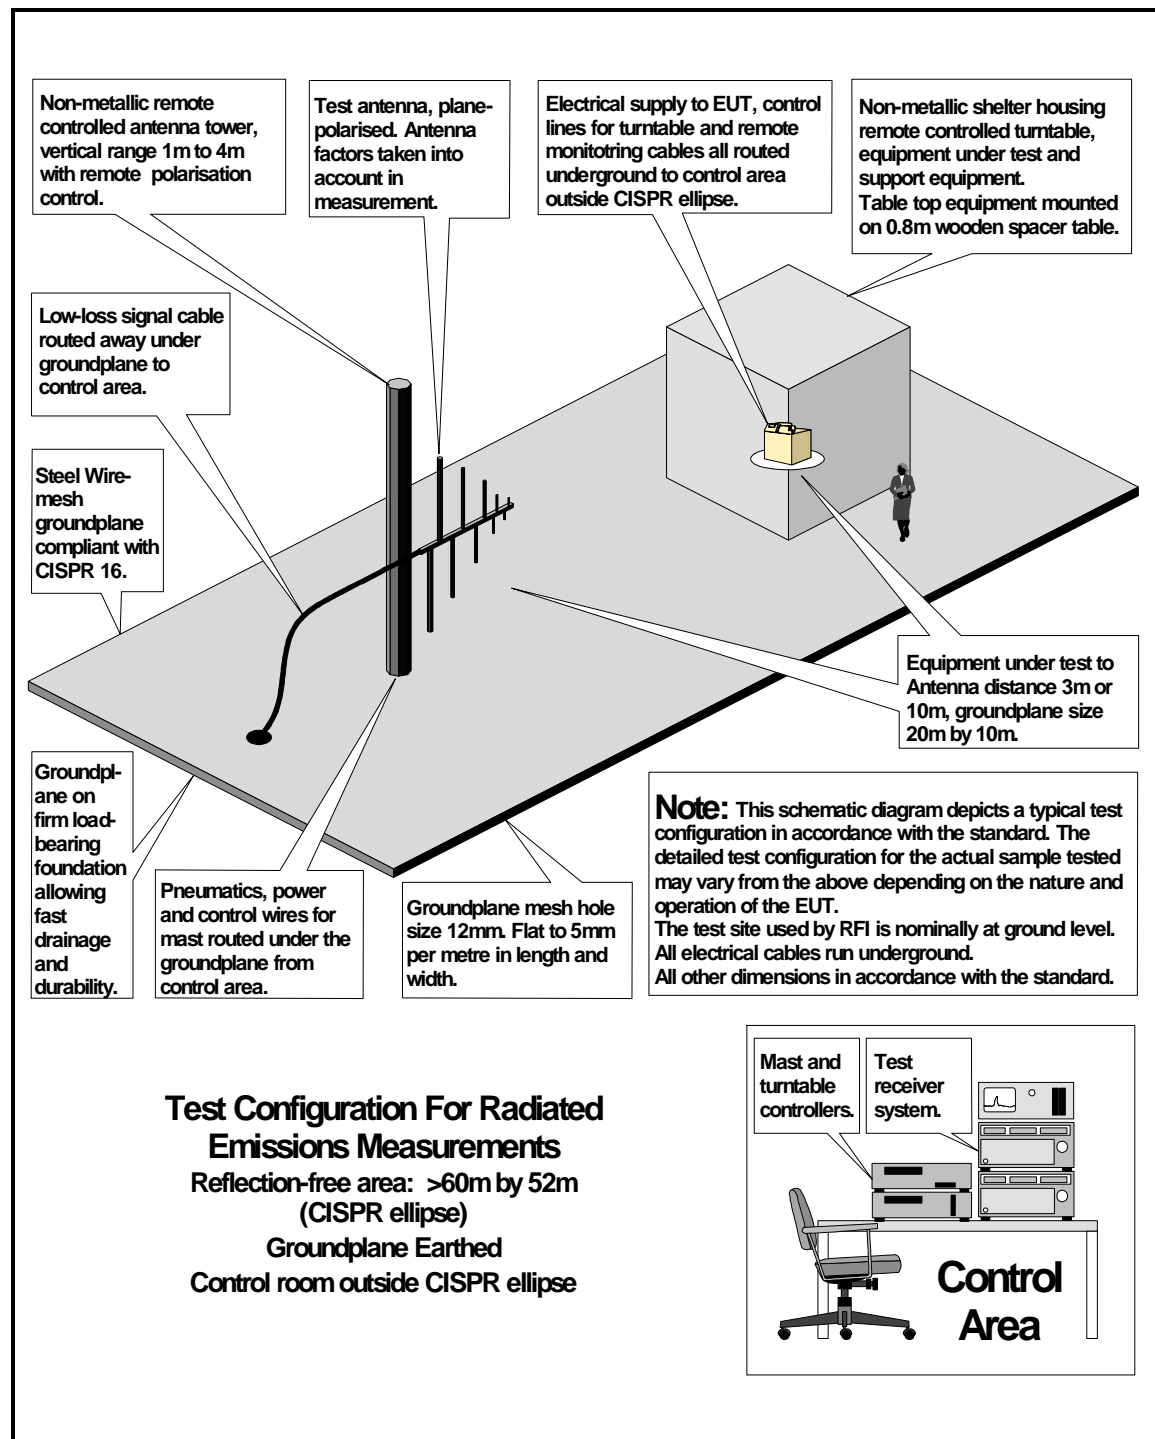 Non-metallic remote
controlled antenna tower,
vertical range 1m to 4m
with remote polarisation
control.
Test antenna, plane-
polarised. Antenna
factors taken into
account in
measurement.
Electrical supply to EUT, control
lines for turntable and remote
monitotring cables all routed
underground to control area
outside CISPR ellipse.
Non-metallic shelter housing
remote controlled turntable,
equipment under test and
support equipment.
Table top equipment mounted
on 0.8m wooden spacer table.
Low-loss signal cable
routed away under
groundplane to
control area.
Steel Wire-
mesh
groundplane
compliant with
CISPR 16.
Equipment under test to
Antenna distance 3m or
10m, groundplane size
20m by 10m.
Groundpl-
ane on
firm load-
bearing
foundation
allowing
fast
drainage
and
durability.
Pneumatics, power
and control wires for
mast routed under the
groundplane from
control area.
Groundplane mesh hole
size 12mm. Flat to 5mm
per metre in length and
width.
Note: This schematic diagram depicts a typical test
configuration in accordance with the standard. The
detailed test configuration for the actual sample tested
may vary from the above depending on the nature and
operation of the EUT.
The test site used by RFI is nominally at ground level.
All electrical cables run underground.
All other dimensions in accordance with the standard.
Test Configuration For Radiated
Emissions Measurements
Reflection-free area: >60m by 52m
(CISPR ellipse)
Groundplane Earthed
Control room outside CISPR ellipse
Mast and
turntable
controllers.
Test
receiver
system.
Control
Area